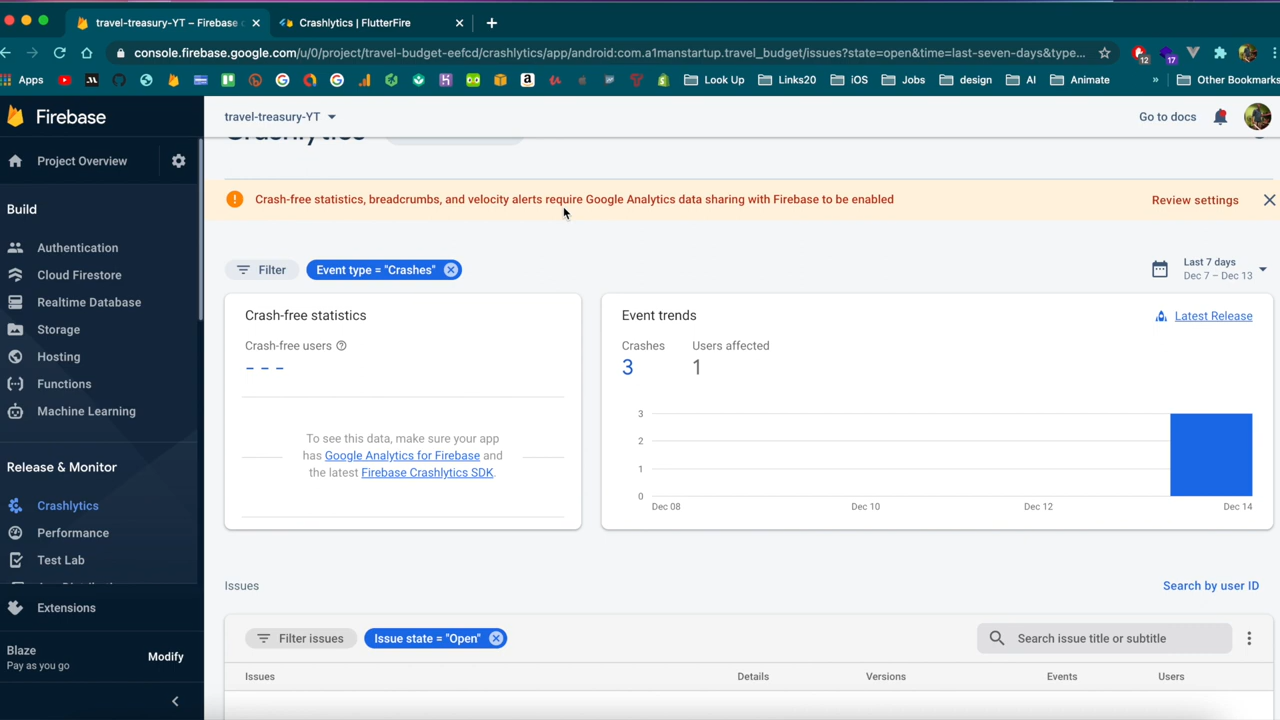 travel-treasury-YT – Firebase
Crashlytics | FlutterFire
console.firebase.google.com/u/0/project/travel-budget-eefcd/crashlytics/app/android:com.a1manstartup.travel_budget/issues?state=open&time=last-seven-days&type...
12
17
Apps
Look Up
Links20
iOS
Jobs
design
AI
Animate
»
Other Bookmarks
Firebase
travel-treasury-YT
Go to docs
Project Overview
Build
Authentication
Cloud Firestore
Realtime Database
Storage
Hosting
Functions
Machine Learning
Release & Monitor
Crashlytics
Performance
Test Lab
Extensions
Blaze
Pay as you go
Modify
Crashlytics
Crash-free statistics, breadcrumbs, and velocity alerts require Google Analytics data sharing with Firebase to be enabled
Review settings
Filter
Event type = "Crashes"
Last 7 days
Dec 7 – Dec 13
Crash-free statistics
Crash-free users
– – –
To see this data, make sure your app
has Google Analytics for Firebase and
the latest Firebase Crashlytics SDK.
Event trends
Latest Release
Crashes
3
Users affected
1
3
2
1
0
Dec 08
Dec 10
Dec 12
Dec 14
Issues
Search by user ID
Filter issues
Issue state = "Open"
Search issue title or subtitle
Issues
Details
Versions
Events
Users